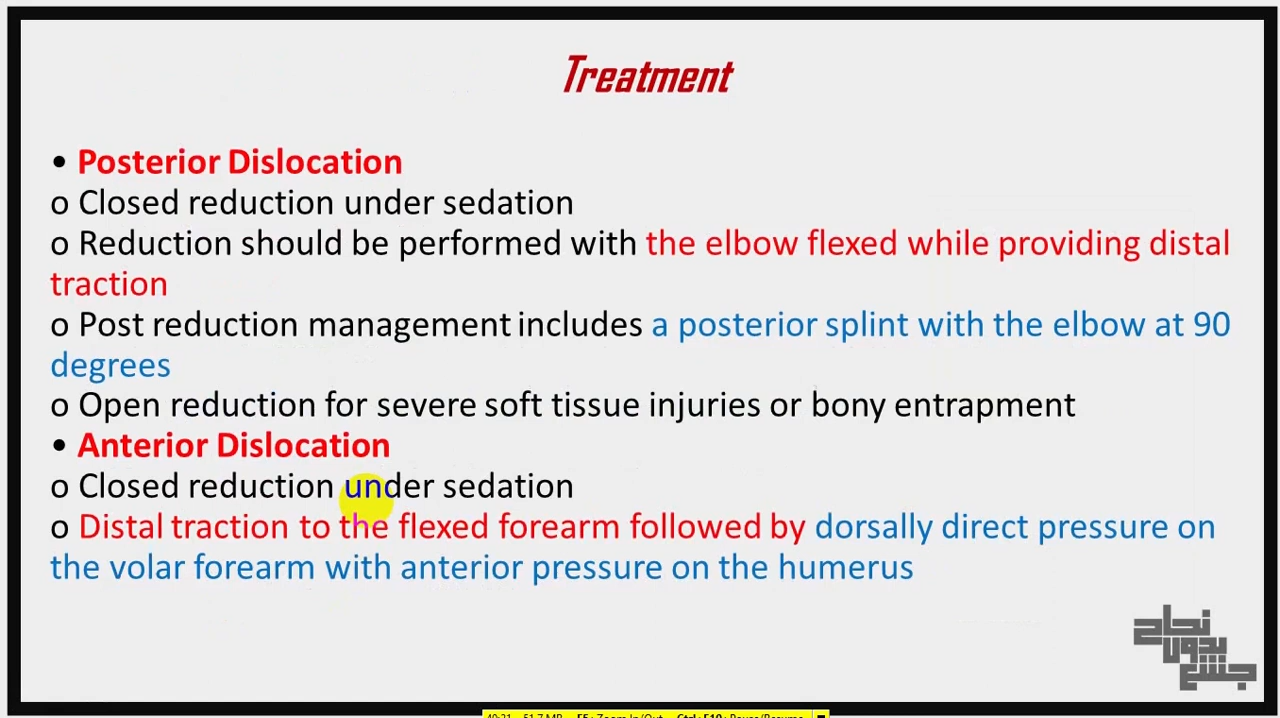 Treatment
• Posterior Dislocation
o Closed reduction under sedation
o Reduction should be performed with the elbow flexed while providing distal
traction
o Post reduction management includes a posterior splint with the elbow at 90
degrees
o Open reduction for severe soft tissue injuries or bony entrapment
• Anterior Dislocation
o Closed reduction under sedation
o Distal traction to the flexed forearm followed by dorsally direct pressure on
the volar forearm with anterior pressure on the humerus
نجاح
بدون